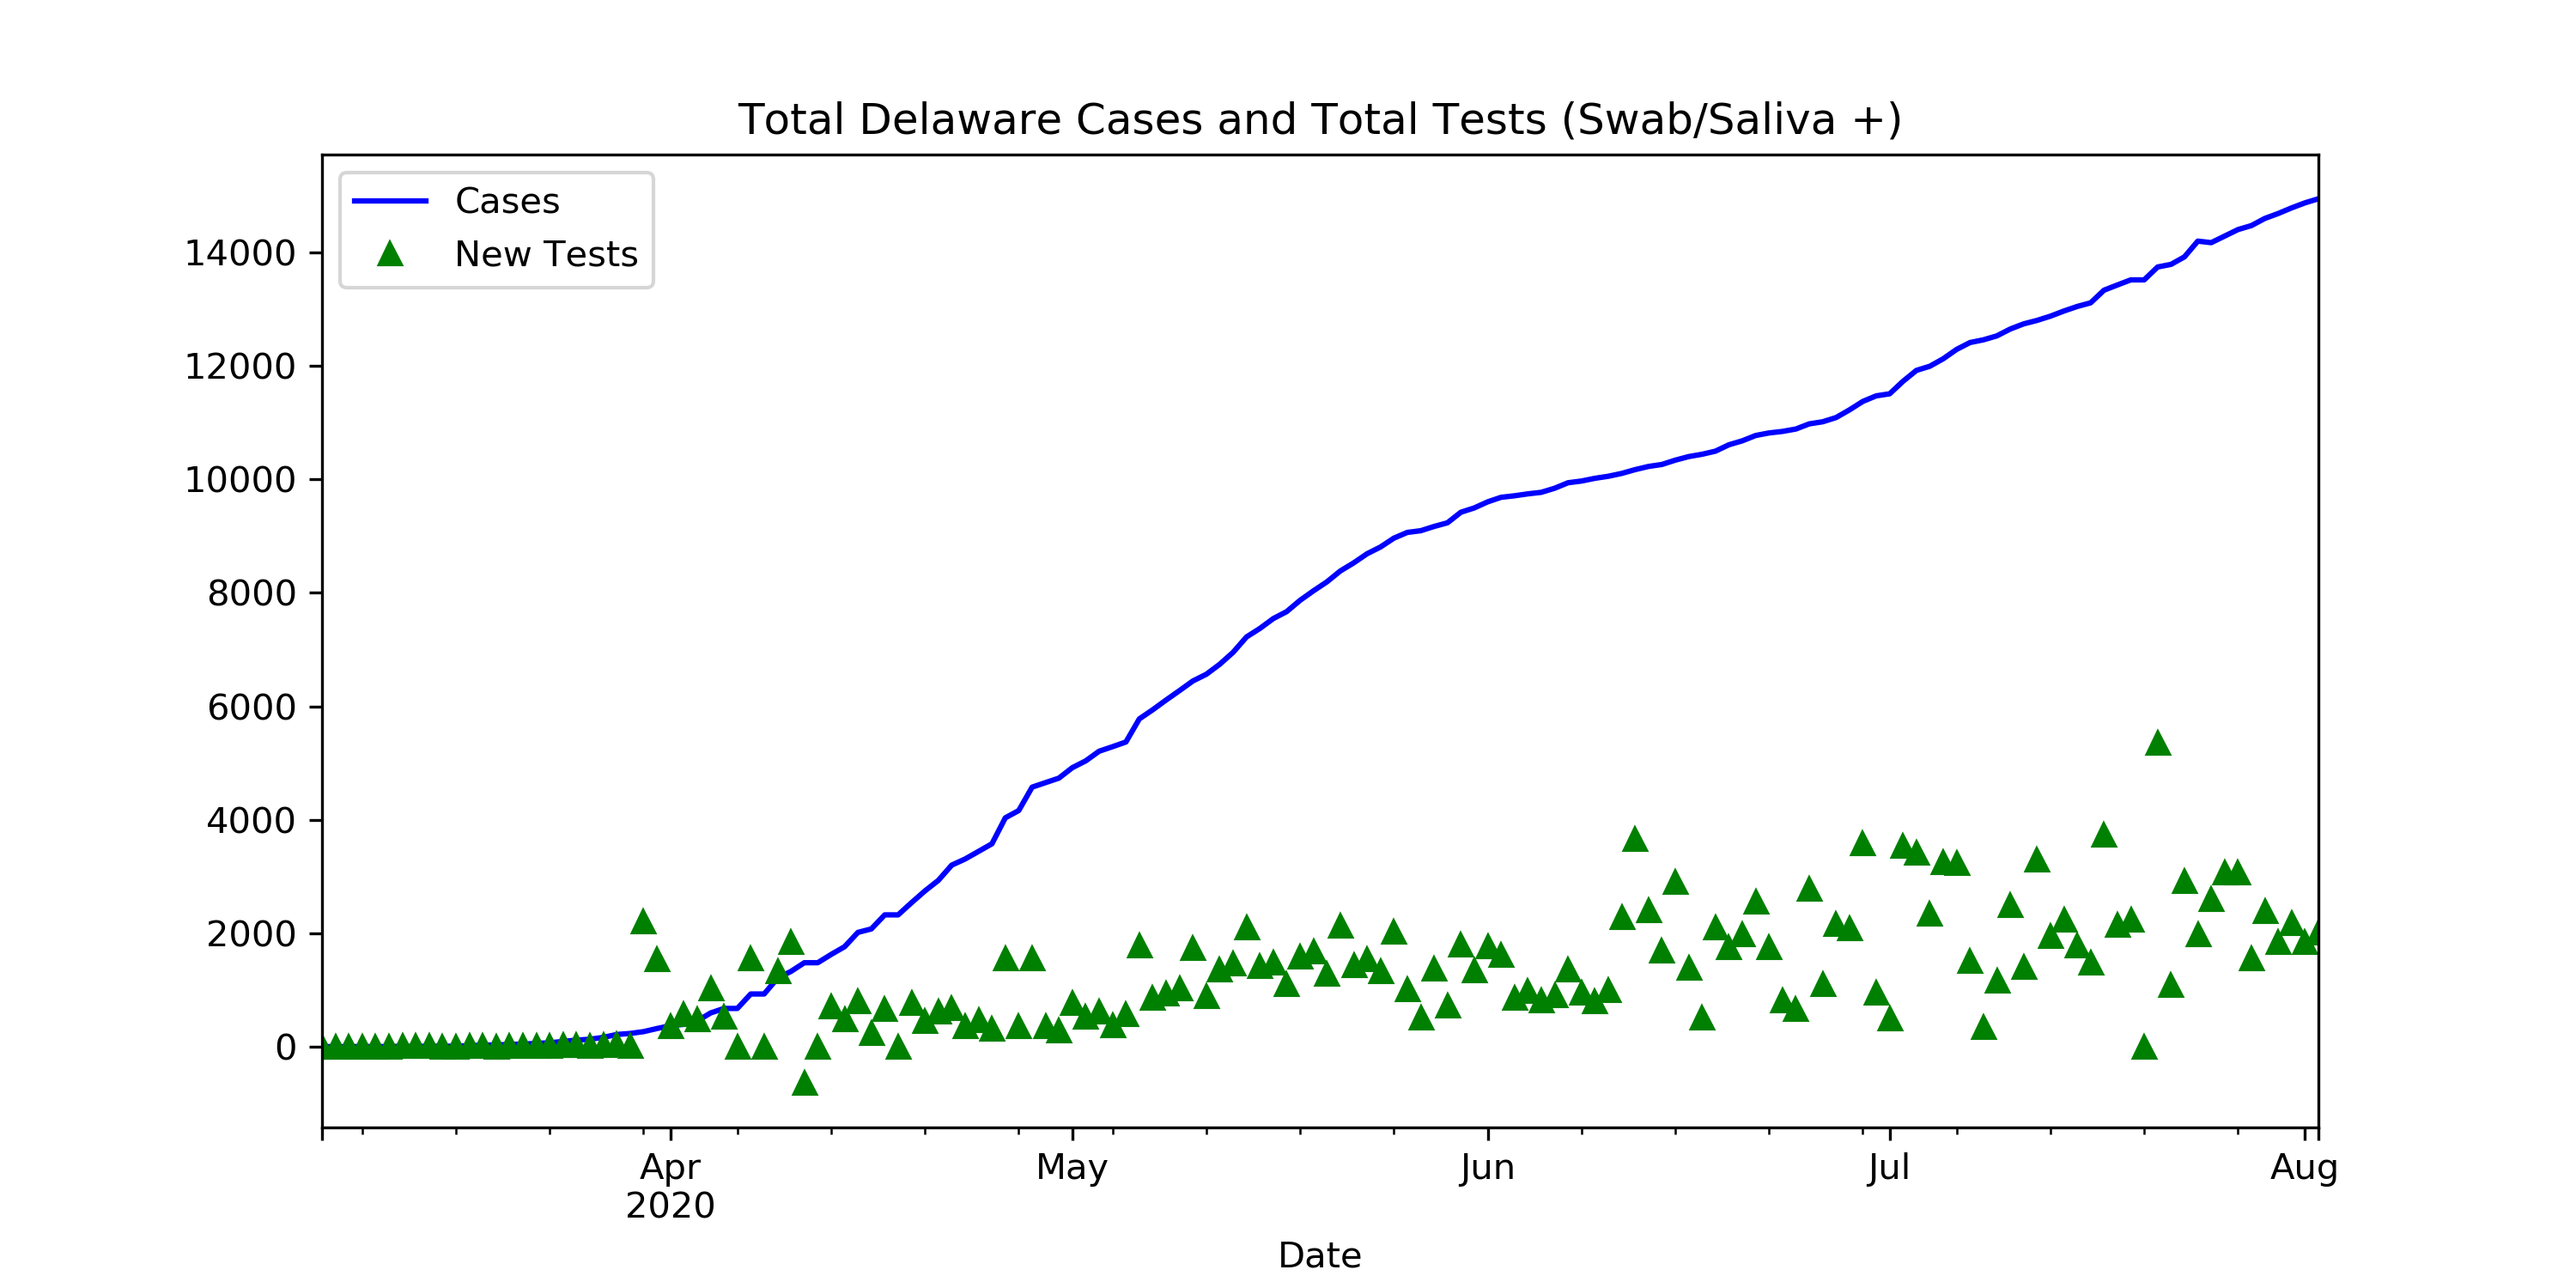 Total Delaware Cases and Total Tests (Swab/Saliva +)
Cases
New Tests
14000
12000
10000
8000
6000
4000
2000
0
Apr May Jun Jul Aug
2020
Date